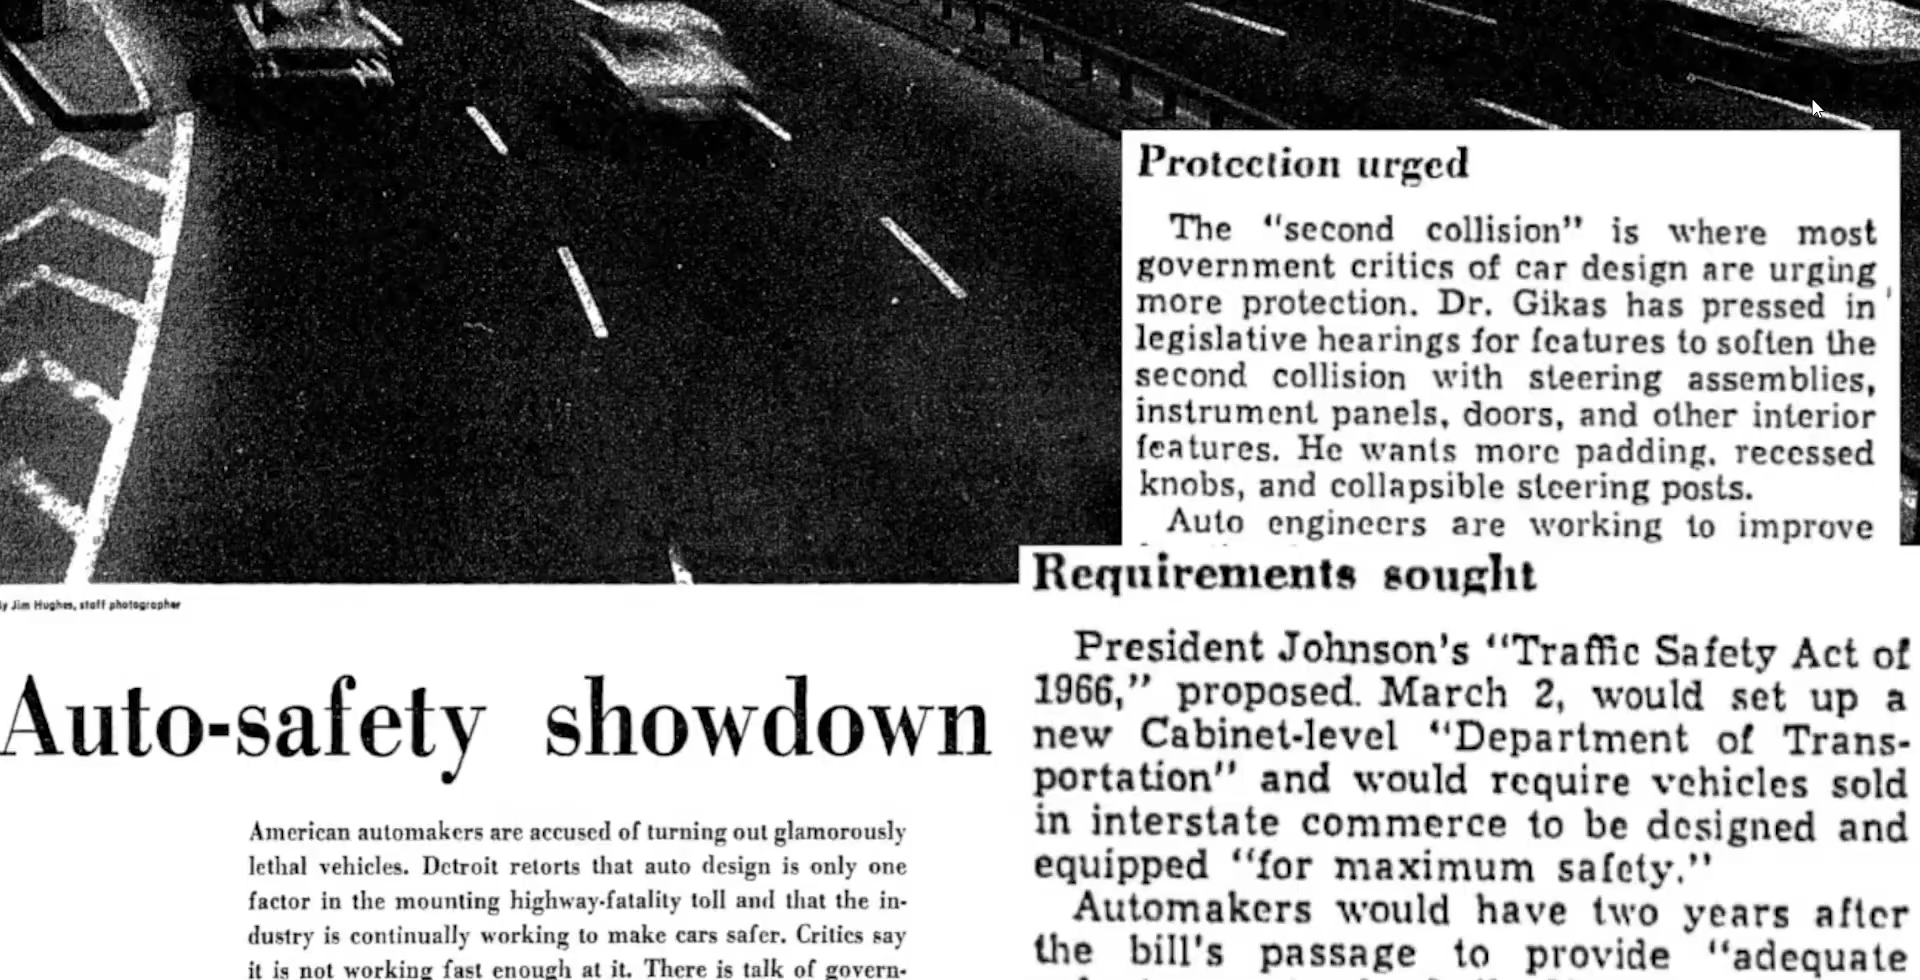 Protection urged
The "second collision" is where most
government critics of car design are urging
more protection. Dr. Gikas has pressed in
legislative hearings for features to soften the
second collision with steering assemblies,
instrument panels, doors, and other interior
features. He wants more padding, recessed
knobs, and collapsible steering posts.
Auto engineers are working to improve
Requirements sought
President Johnson's "Traffic Safety Act of
1966," proposed March 2, would set up a
new Cabinet-level "Department of Trans-
portation" and would require vehicles sold
in interstate commerce to be designed and
equipped "for maximum safety."
Automakers would have two years after
the bill's passage to provide "adequate
y Jim Hughes, staff photographer
Auto-safety showdown
American automakers are accused of turning out glamorously
lethal vehicles. Detroit retorts that auto design is only one
factor in the mounting highway-fatality toll and that the in-
dustry is continually working to make cars safer. Critics say
it is not working fast enough at it. There is talk of govern-